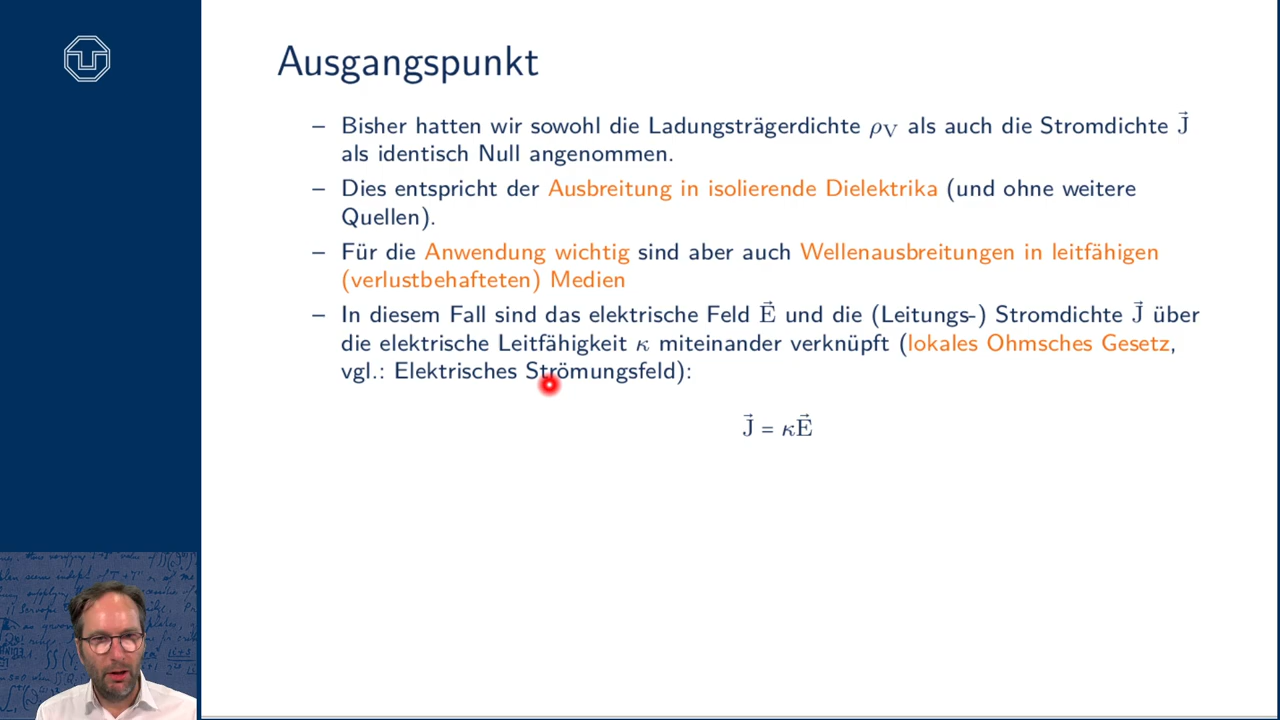 Ausgangspunkt
– Bisher hatten wir sowohl die Ladungsträgerdichte ρV als auch die Stromdichte J⃗
als identisch Null angenommen.
– Dies entspricht der Ausbreitung in isolierende Dielektrika (und ohne weitere
Quellen).
– Für die Anwendung wichtig sind aber auch Wellenausbreitungen in leitfähigen
(verlustbehafteten) Medien
– In diesem Fall sind das elektrische Feld E⃗ und die (Leitungs-) Stromdichte J⃗ über
die elektrische Leitfähigkeit κ miteinander verknüpft (lokales Ohmsches Gesetz,
vgl.: Elektrisches Strömungsfeld):
J⃗ = κE⃗